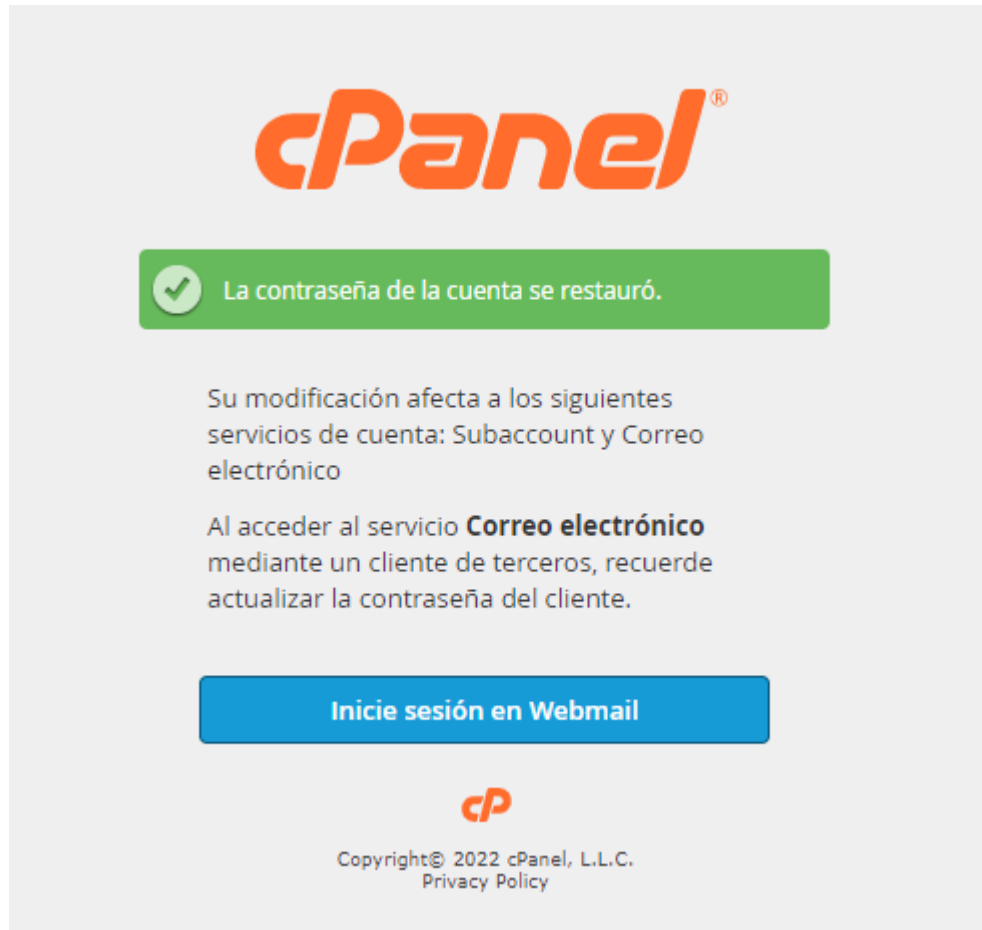 cPanel®
La contraseña de la cuenta se restauró.
Su modificación afecta a los siguientes
servicios de cuenta: Subaccount y Correo
electrónico
Al acceder al servicio Correo electrónico
mediante un cliente de terceros, recuerde
actualizar la contraseña del cliente.
Inicie sesión en Webmail
cP
Copyright© 2022 cPanel, L.L.C.
Privacy Policy